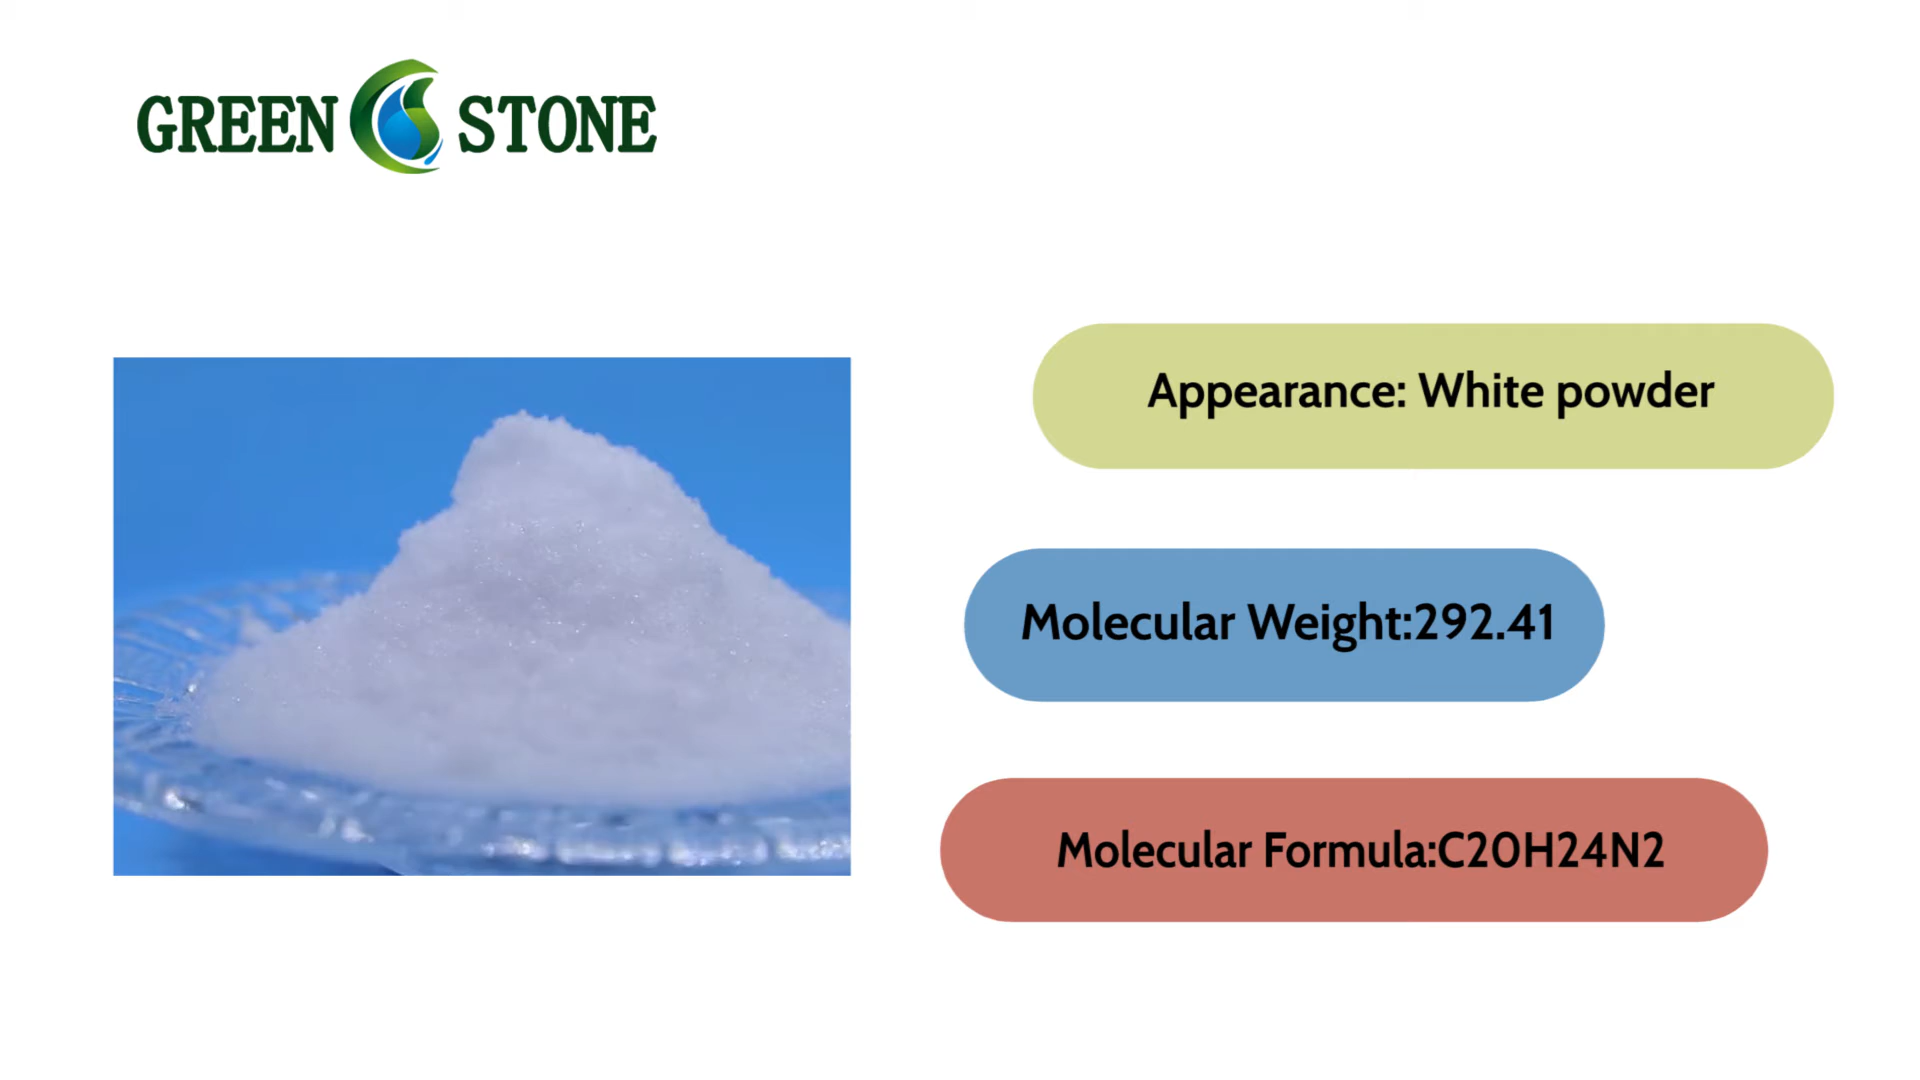 GREEN STONE
Appearance: White powder
Molecular Weight:292.41
Molecular Formula:C20H24N2